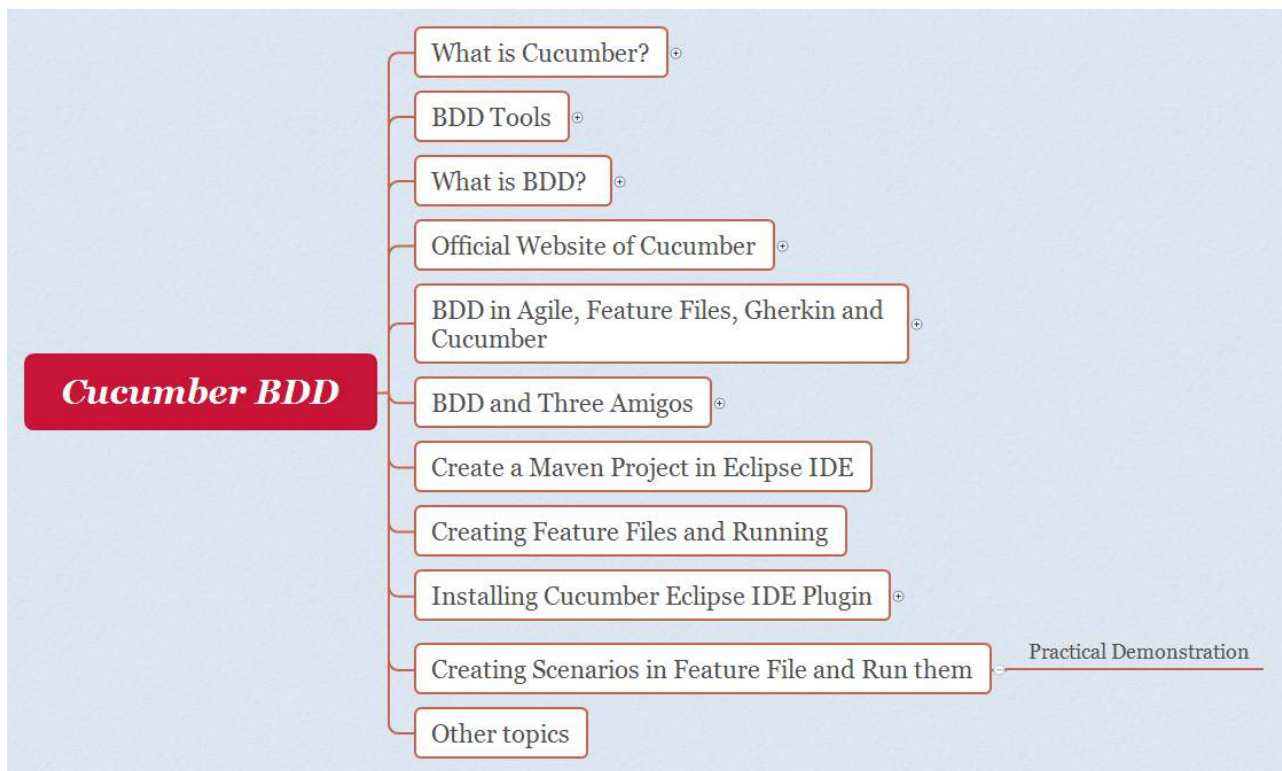 What is Cucumber?
BDD Tools
What is BDD?
Official Website of Cucumber
BDD in Agile, Feature Files, Gherkin and
Cucumber
Cucumber BDD
BDD and Three Amigos
Create a Maven Project in Eclipse IDE
Creating Feature Files and Running
Installing Cucumber Eclipse IDE Plugin
Creating Scenarios in Feature File and Run them
Practical Demonstration
Other topics